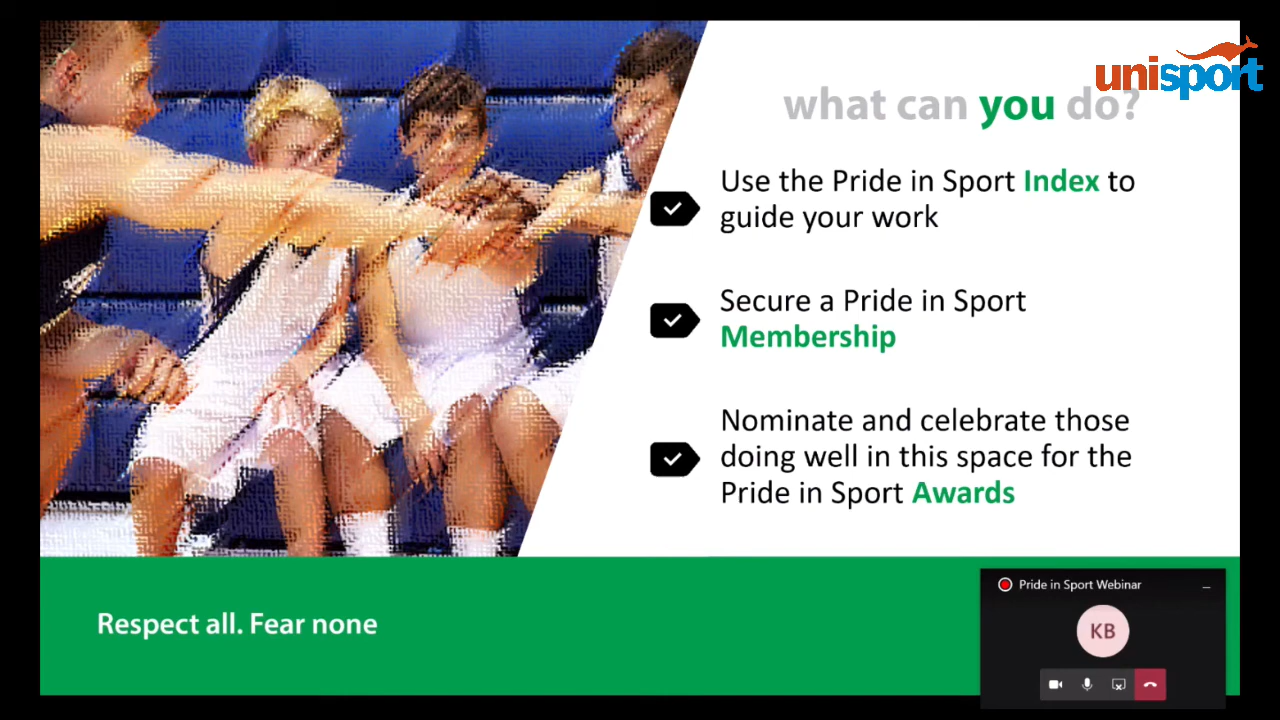 unisport
what can you do?
Use the Pride in Sport Index to
guide your work
Secure a Pride in Sport
Membership
Nominate and celebrate those
doing well in this space for the
Pride in Sport Awards
Respect all. Fear none
Pride in Sport Webinar
KB